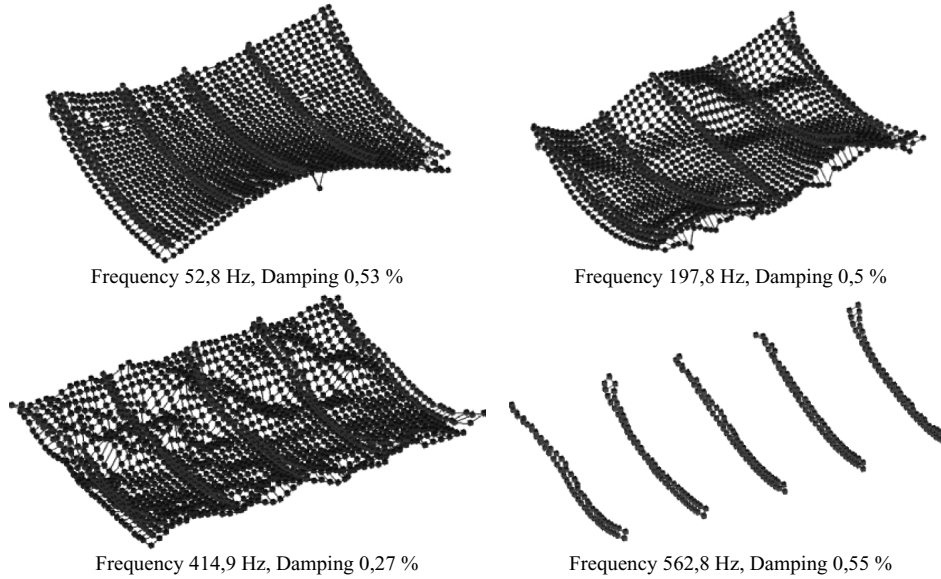 Frequency 52,8 Hz, Damping 0,53 %
Frequency 197,8 Hz, Damping 0,5 %
Frequency 414,9 Hz, Damping 0,27 %
Frequency 562,8 Hz, Damping 0,55 %